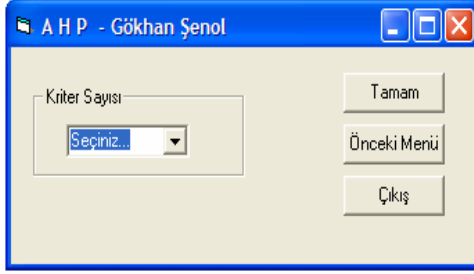 A H P - Gökhan Şenol
Kriter Sayısı
Seçiniz...
Tamam
Önceki Menü
Çıkış